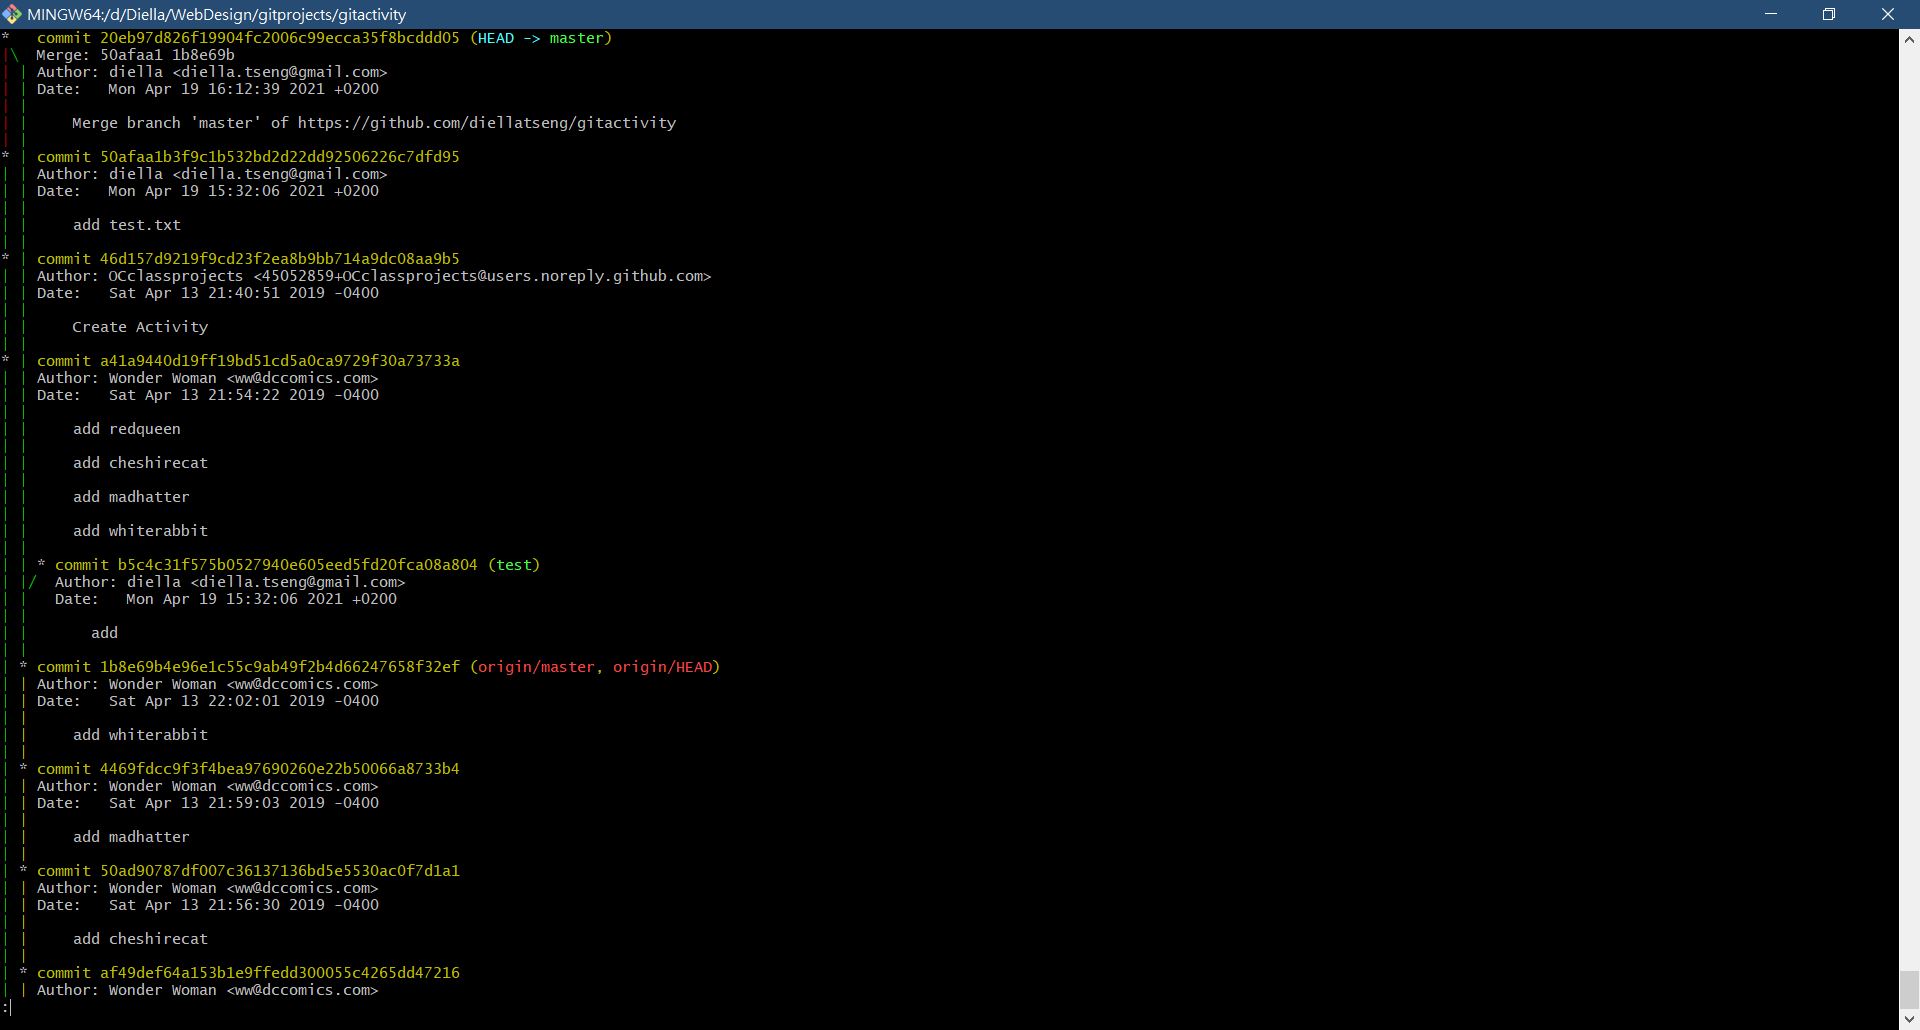 MINGW64:/d/Diella/WebDesign/gitprojects/gitactivity
*   commit 20eb97d826f19904fc2006c99ecca35f8bcddd05 (HEAD -> master)
|\  Merge: 50afaa1 1b8e69b
| | Author: diella <diella.tseng@gmail.com>
| | Date:   Mon Apr 19 16:12:39 2021 +0200
| |
| |     Merge branch 'master' of https://github.com/diellatseng/gitactivity
| |
* | commit 50afaa1b3f9c1b532bd2d22dd92506226c7dfd95
| | Author: diella <diella.tseng@gmail.com>
| | Date:   Mon Apr 19 15:32:06 2021 +0200
| |
| |     add test.txt
| |
* | commit 46d157d9219f9cd23f2ea8b9bb714a9dc08aa9b5
| | Author: OCclassprojects <45052859+OCclassprojects@users.noreply.github.com>
| | Date:   Sat Apr 13 21:40:51 2019 -0400
| |
| |     Create Activity
| |
* | commit a41a9440d19ff19bd51cd5a0ca9729f30a73733a
| | Author: Wonder Woman <ww@dccomics.com>
| | Date:   Sat Apr 13 21:54:22 2019 -0400
| |
| |     add redqueen
| |
| |     add cheshirecat
| |
| |     add madhatter
| |
| |     add whiterabbit
| |
| | * commit b5c4c31f575b0527940e605eed5fd20fca08a804 (test)
| |/  Author: diella <diella.tseng@gmail.com>
| |   Date:   Mon Apr 19 15:32:06 2021 +0200
| |
| |       add
| |
| * commit 1b8e69b4e96e1c55c9ab49f2b4d66247658f32ef (origin/master, origin/HEAD)
| | Author: Wonder Woman <ww@dccomics.com>
| | Date:   Sat Apr 13 22:02:01 2019 -0400
| |
| |     add whiterabbit
| |
| * commit 4469fdcc9f3f4bea97690260e22b50066a8733b4
| | Author: Wonder Woman <ww@dccomics.com>
| | Date:   Sat Apr 13 21:59:03 2019 -0400
| |
| |     add madhatter
| |
| * commit 50ad90787df007c36137136bd5e5530ac0f7d1a1
| | Author: Wonder Woman <ww@dccomics.com>
| | Date:   Sat Apr 13 21:56:30 2019 -0400
| |
| |     add cheshirecat
| |
| * commit af49def64a153b1e9ffedd300055c4265dd47216
| | Author: Wonder Woman <ww@dccomics.com>
: